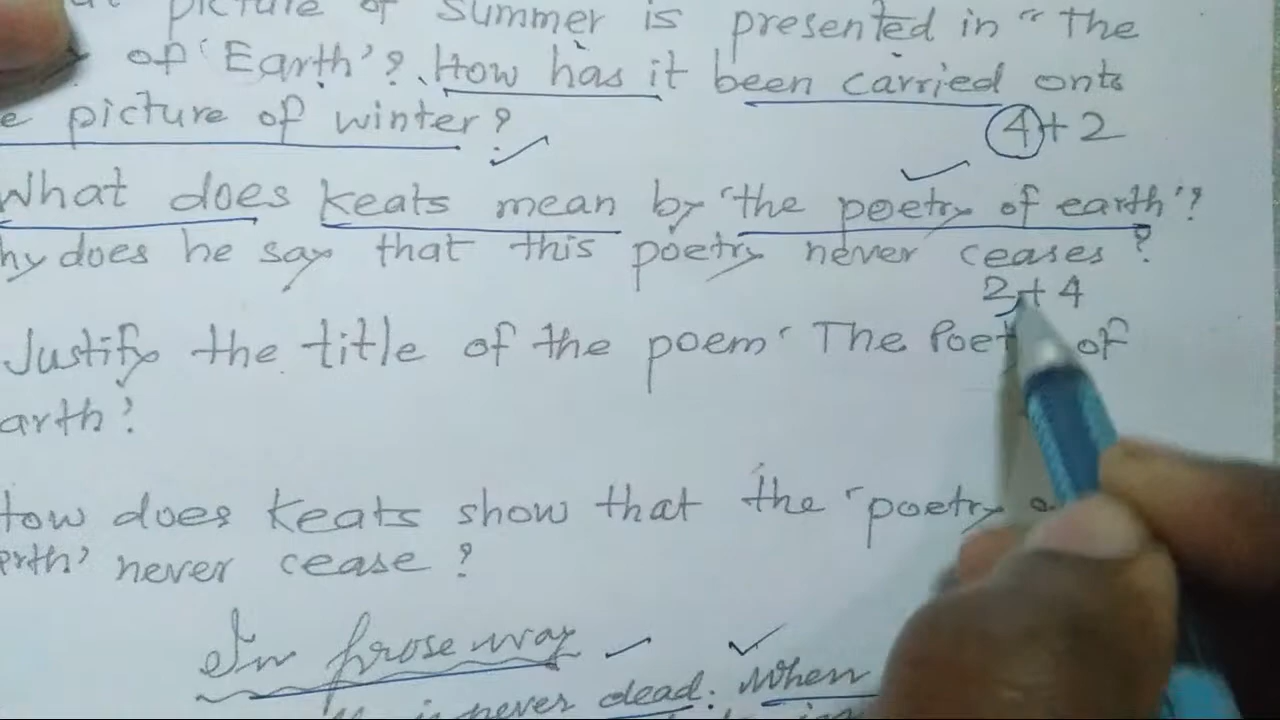 picture of Summer is presented in "The
of 'Earth'? How has it been carried onto
e picture of winter?
4+2
What does Keats mean by 'the poetry of earth'?
hy does he say that this poetry never ceases?
2+4
Justify the title of the poem 'The Poet of
arth?
How does Keats show that the 'poetry
erth' never cease?
In prose way
is never dead. When